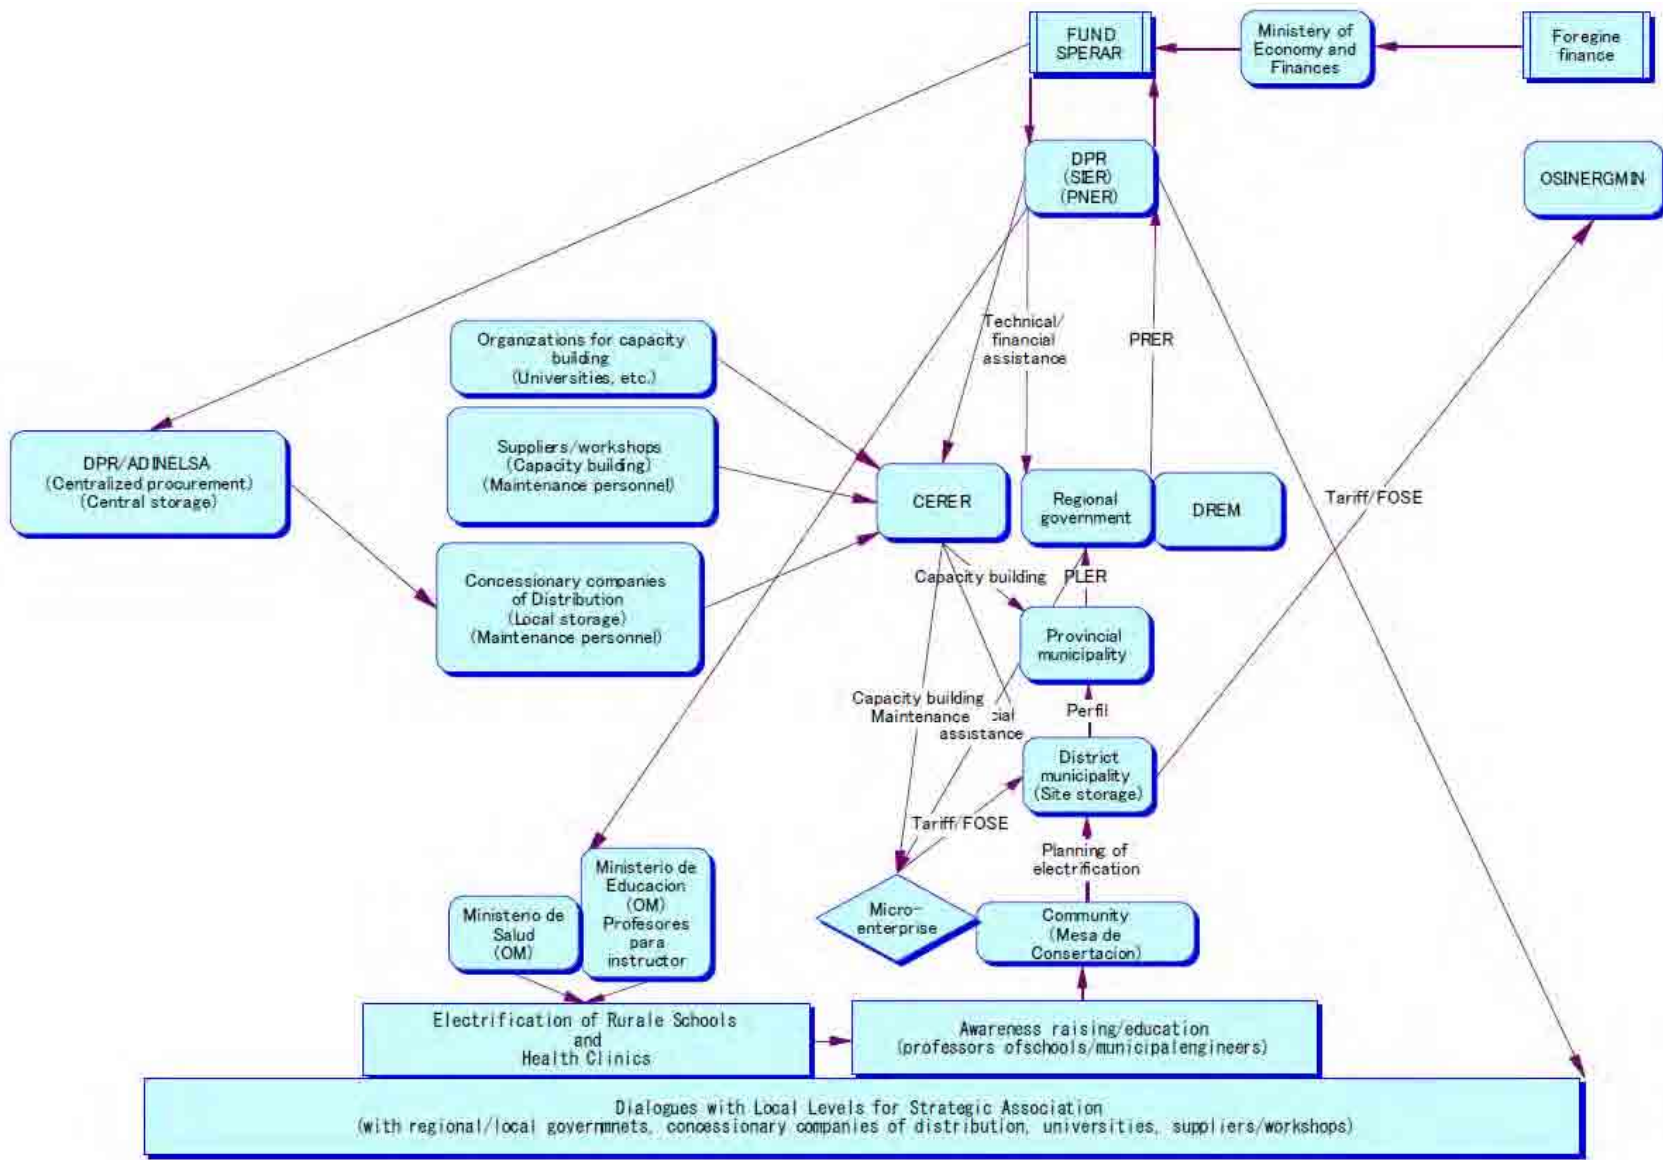 FUND
SPERAR
Ministery of
Economy and
Finances
Foregine
finance
DPR
(SIER)
(PNER)
OSINERGMIN
Technical/
financial
assistance
PRER
Organizations for capacity
building
(Universities, etc.)
Suppliers/workshops
(Capacity building)
(Maintenance personnel)
DPR/ADINELSA
(Centralized procurement)
(Central storage)
CERER
Regional
government
DREM
Tariff/FOSE
Concessionary companies
of Distribution
(Local storage)
(Maintenance personnel)
Capacity building
PLER
Provincial
municipality
Capacity building
Maintenance
cial
assistance
Perfil
District
municipality
(Site storage)
Tariff/FOSE
Planning of
electrification
Ministerio de
Educacion
(OM)
Profesores
para
instructor
Ministerio de
Salud
(OM)
Micro-
enterprise
Community
(Mesa de
Consertacion)
Electrification of Rurale Schools
and
Health Clinics
Awareness raising/education
(professors ofschools/municipalengineers)
Dialogues with Local Levels for Strategic Association
(with regional/local governmnets, concessionary companies of distribution, universities, suppliers/workshops)